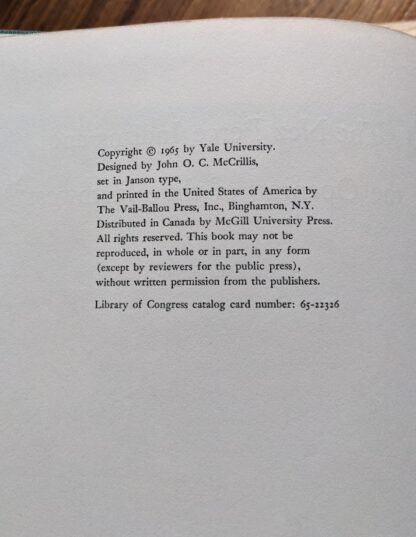 Copyright © 1965 by Yale University.
Designed by John O. C. McCrillis,
set in Janson type,
and printed in the United States of America by
The Vail-Ballou Press, Inc., Binghamton, N.Y.
Distributed in Canada by McGill University Press.
All rights reserved. This book may not be
reproduced, in whole or in part, in any form
(except by reviewers for the public press),
without written permission from the publishers.
Library of Congress catalog card number: 65-22326